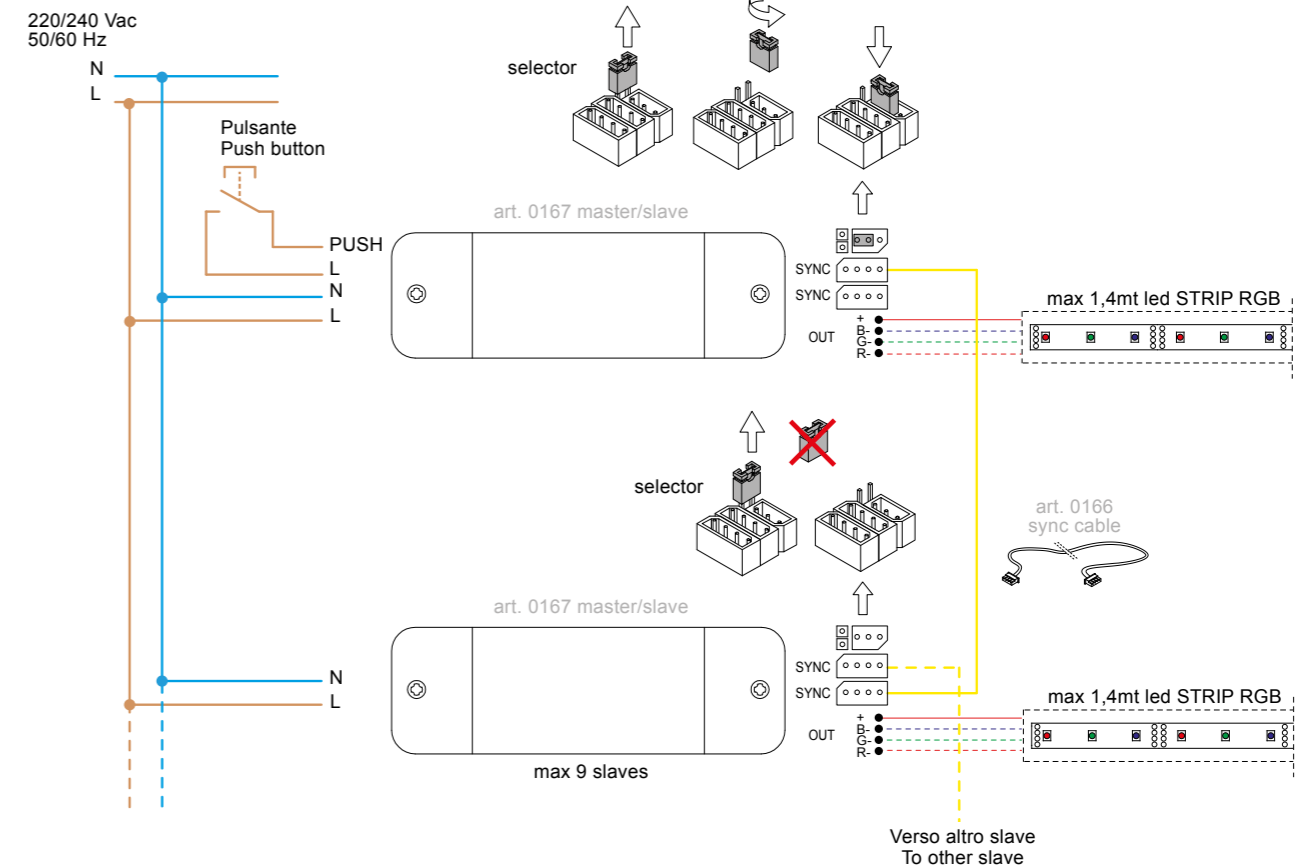 220/240 Vac
50/60 Hz
N
L
selector
Pulsante
Push button
art. 0167 master/slave
PUSH
L
N
L
SYNC
SYNC
OUT
+
B-
G-
R-
max 1,4mt led STRIP RGB
selector
art. 0166
sync cable
art. 0167 master/slave
N
L
SYNC
SYNC
OUT
+
B-
G-
R-
max 1,4mt led STRIP RGB
max 9 slaves
Verso altro slave
To other slave